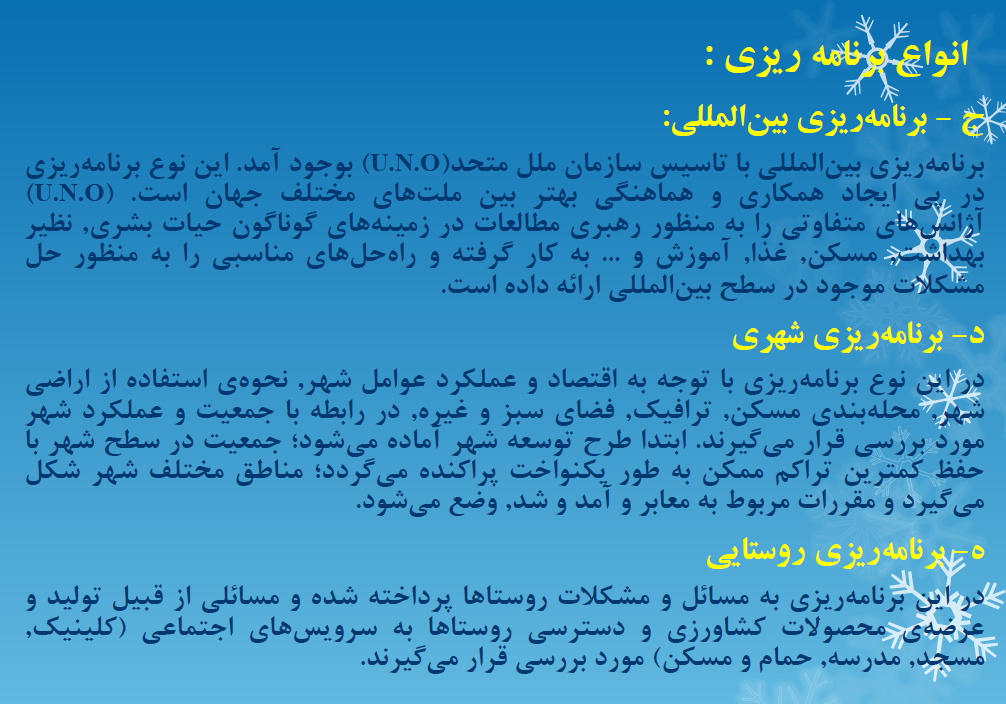 انواع برنامه ریزی :
ج – برنامه‌ریزی بین‌المللی:
برنامه‌ریزی بین‌المللی با تاسیس سازمان ملل متحد(U.N.O) بوجود آمد. این نوع برنامه‌ریزی
در پی ایجاد همکاری و هماهنگی بهتر بین ملت‌های مختلف جهان است. (U.N.O)
آژانس‌های متفاوتی را به منظور رهبری مطالعات در زمینه‌های گوناگون حیات بشری, نظیر
بهداشت, مسکن, غذا, آموزش و ... به کار گرفته و راه‌حل‌های مناسبی را به منظور حل
مشکلات موجود در سطح بین‌المللی ارائه داده است.
د– برنامه‌ریزی شهری
در این نوع برنامه‌ریزی با توجه به اقتصاد و عملکرد عوامل شهر, نحوه‌ی استفاده از اراضی
شهر, محله‌بندی مسکن, ترافیک, فضای سبز و غیره, در رابطه با جمعیت و عملکرد شهر
مورد بررسی قرار می‌گیرند. ابتدا طرح توسعه شهر آماده می‌شود؛ جمعیت در سطح شهر با
حفظ کمترین تراکم ممکن به طور یکنواخت پراکنده می‌گردد؛ مناطق مختلف شهر شکل
می‌گیرد و مقررات مربوط به معابر و آمد و شد, وضع می‌شود.
ه– برنامه‌ریزی روستایی
در این برنامه‌ریزی به مسائل و مشکلات روستاها پرداخته شده و مسائلی از قبیل تولید و
عرضه‌ی محصولات کشاورزی و دسترسی روستاها به سرویس‌های اجتماعی (کلینیک,
مسجد, مدرسه, حمام و مسکن) مورد بررسی قرار می‌گیرند.